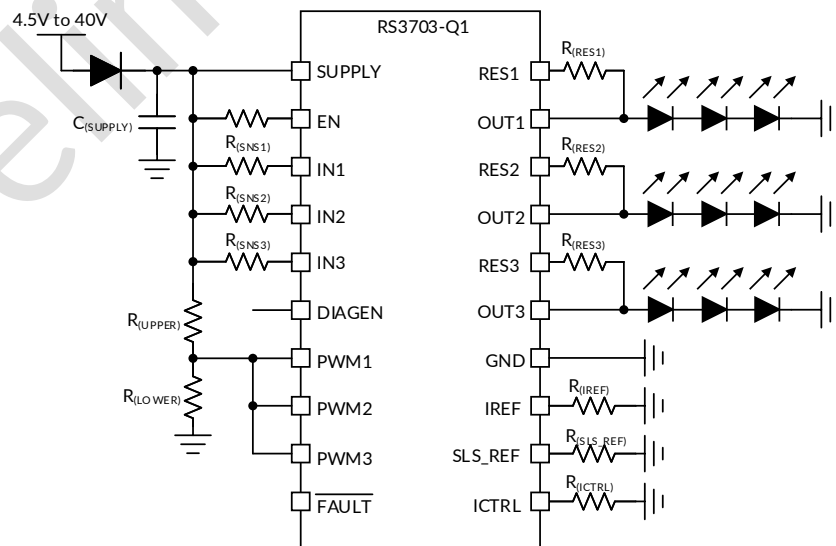 4.5V to 40V
RS3703-Q1
C(SUPPLY)
SUPPLY
EN
R(SNS1)
IN1
R(SNS2)
IN2
R(SNS3)
IN3
DIAGEN
R(UPPER)
PWM1
R(LOWER)
PWM2
PWM3
FAULT
R(RES1)
RES1
OUT1
R(RES2)
RES2
OUT2
R(RES3)
RES3
OUT3
GND
R(IREF)
IREF
R(SLS_REF)
SLS_REF
R(ICTRL)
ICTRL